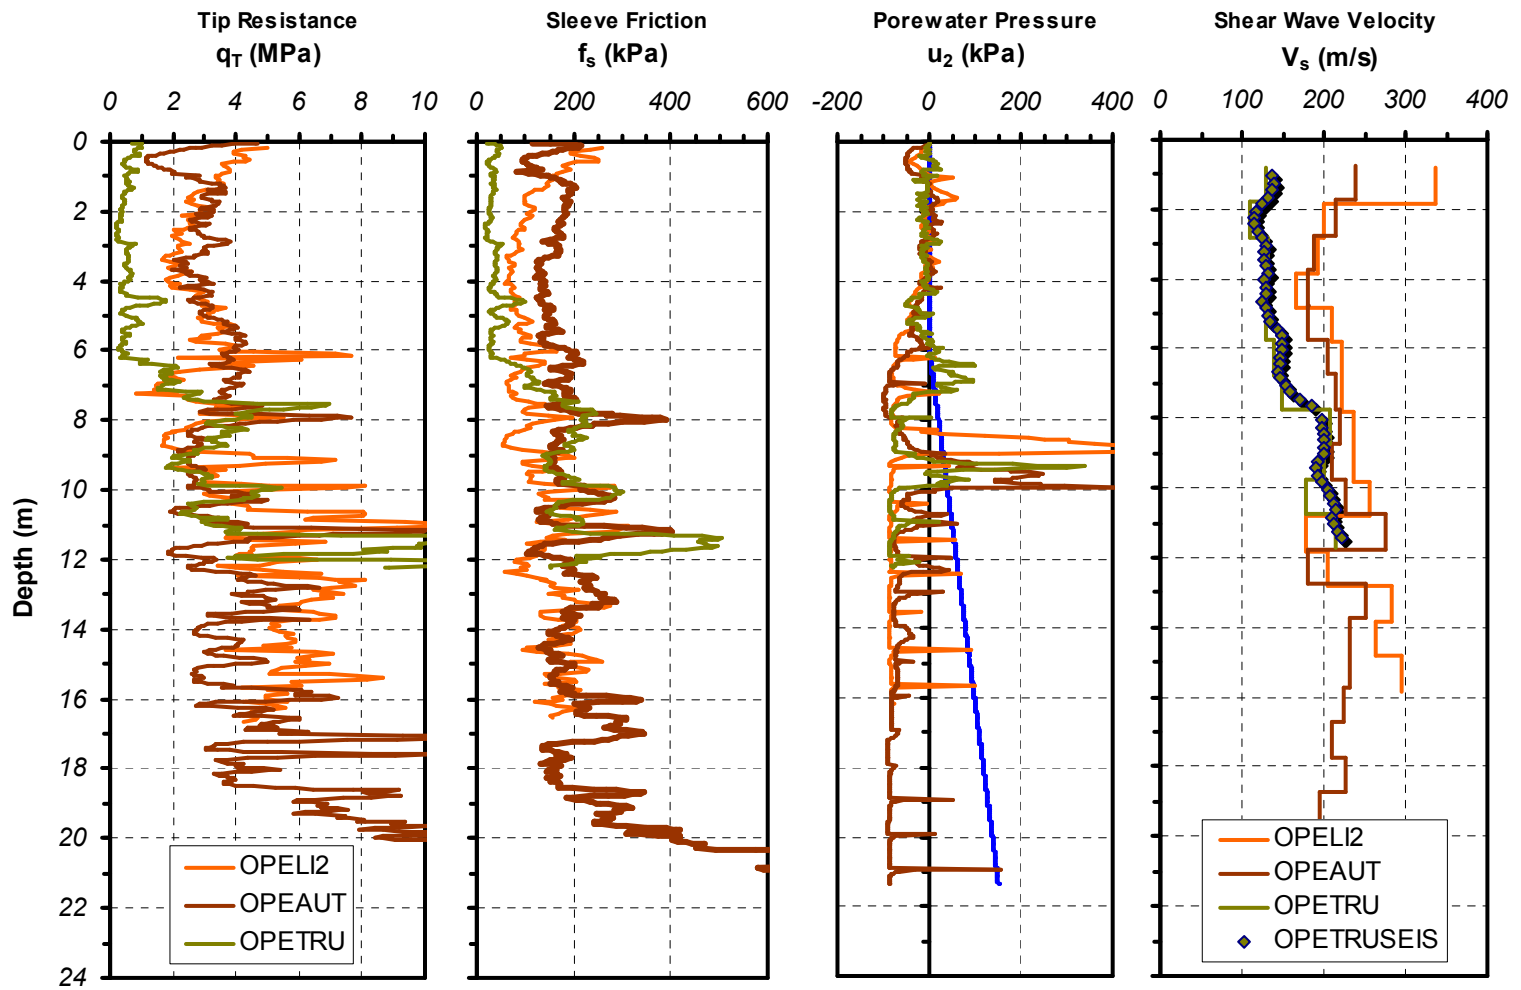 Tip Resistance
qT (MPa)
0 2 4 6 8 10
Sleeve Friction
fs (kPa)
0 200 400 600
Porewater Pressure
u2 (kPa)
-200 0 200 400
Shear Wave Velocity
Vs (m/s)
0 100 200 300 400
Depth (m)
0
2
4
6
8
10
12
14
16
18
20
22
24
OPELI2
OPEAUT
OPETRU
OPELI2
OPEAUT
OPETRU
OPETRUSEIS